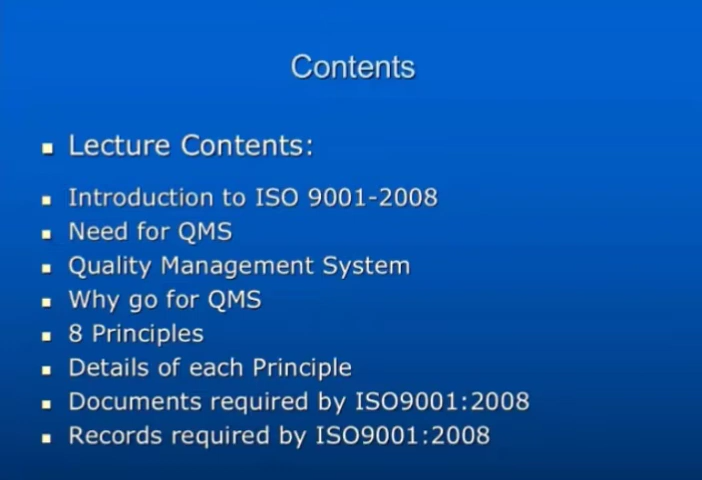 Contents
Lecture Contents:
Introduction to ISO 9001-2008
Need for QMS
Quality Management System
Why go for QMS
8 Principles
Details of each Principle
Documents required by ISO9001:2008
Records required by ISO9001:2008